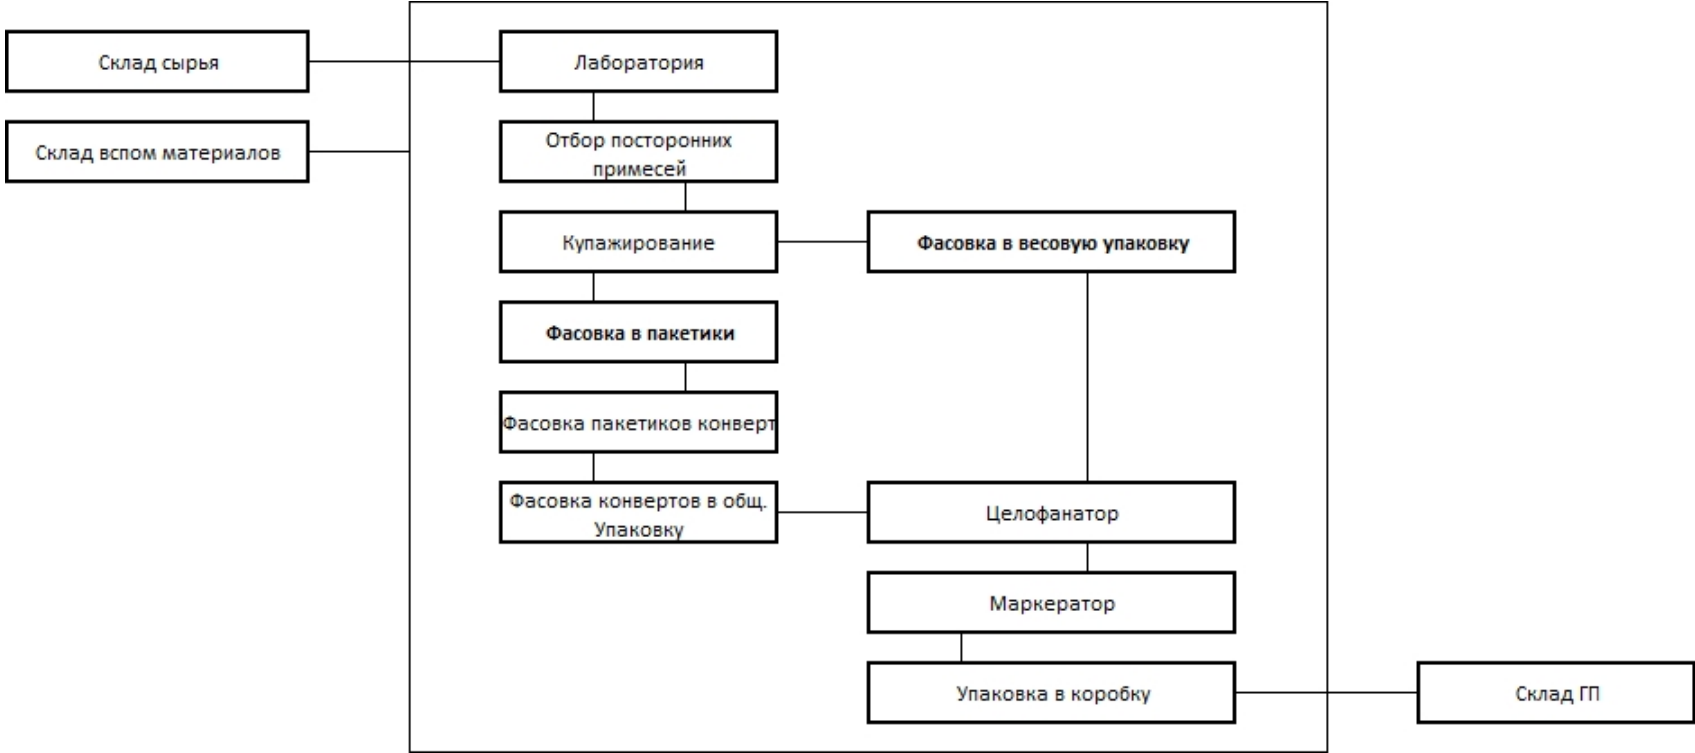 Склад сырья
Лаборатория
Склад вспом материалов
Отбор посторонних
примесей
Купажирование
Фасовка в весовую упаковку
Фасовка в пакетики
Фасовка пакетиков конверт
Фасовка конвертов в общ.
Упаковку
Целофанатор
Маркератор
Упаковка в коробку
Склад ГП